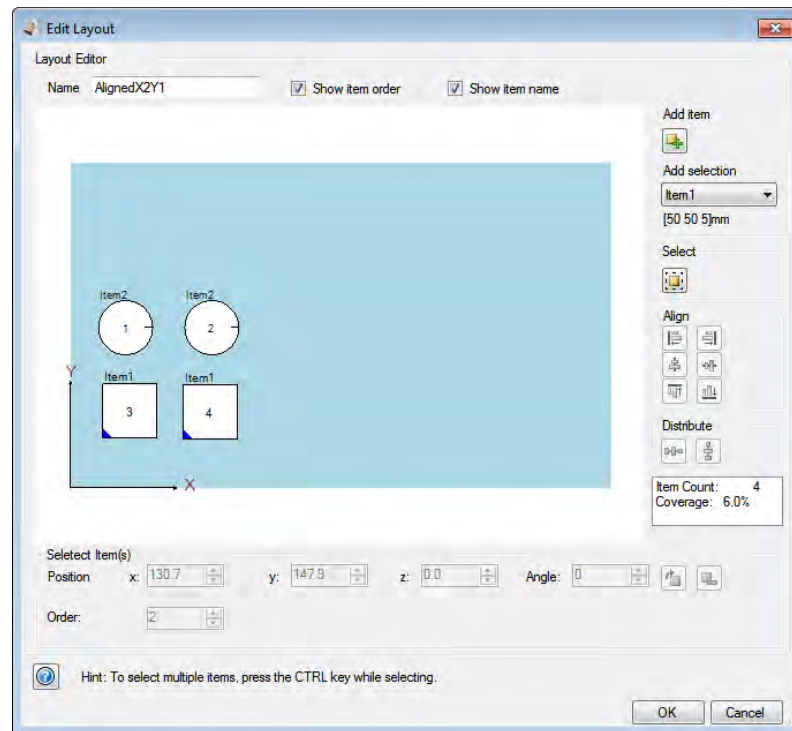 Edit Layout
Layout Editor
Name AlignedX2Y1 Show item order Show item name
Add item
Add selection
Item1
[50 50 5]mm
Select
Align
Distribute
Item Count: 4
Coverage: 6.0%
Item2 Item2
1 2
Y
Item1 Item1
3 4
X
Seletect Item(s)
Position x: 130.7 y: 147.9 z: 0.0 Angle: 0
Order: 2
Hint: To select multiple items, press the CTRL key while selecting.
OK Cancel